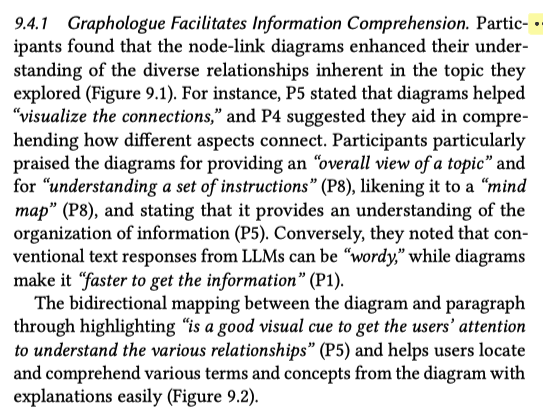 9.4.1 Graphologue Facilitates Information Comprehension. Partic-
ipants found that the node-link diagrams enhanced their under-
standing of the diverse relationships inherent in the topic they
explored (Figure 9.1). For instance, P5 stated that diagrams helped
“visualize the connections,” and P4 suggested they aid in compre-
hending how different aspects connect. Participants particularly
praised the diagrams for providing an “overall view of a topic” and
for “understanding a set of instructions” (P8), likening it to a “mind
map” (P8), and stating that it provides an understanding of the
organization of information (P5). Conversely, they noted that con-
ventional text responses from LLMs can be “wordy,” while diagrams
make it “faster to get the information” (P1).
The bidirectional mapping between the diagram and paragraph
through highlighting “is a good visual cue to get the users’ attention
to understand the various relationships” (P5) and helps users locate
and comprehend various terms and concepts from the diagram with
explanations easily (Figure 9.2).